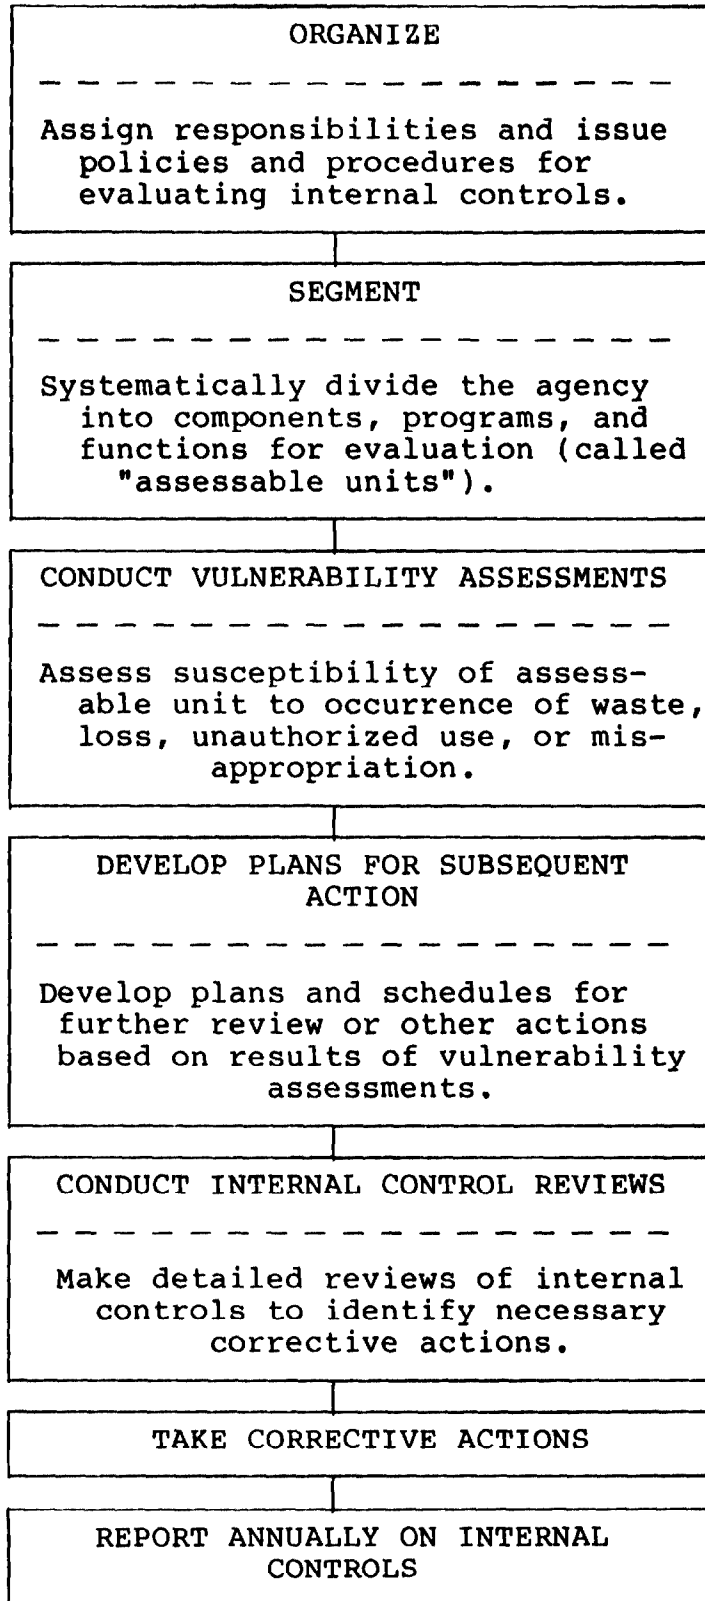 ORGANIZE
Assign responsibilities and issue
policies and procedures for
evaluating internal controls.
SEGMENT
Systematically divide the agency
into components, programs, and
functions for evaluation (called
"assessable units").
CONDUCT VULNERABILITY ASSESSMENTS
Assess susceptibility of assess-
able unit to occurrence of waste,
loss, unauthorized use, or mis-
appropriation.
DEVELOP PLANS FOR SUBSEQUENT
ACTION
Develop plans and schedules for
further review or other actions
based on results of vulnerability
assessments.
CONDUCT INTERNAL CONTROL REVIEWS
Make detailed reviews of internal
controls to identify necessary
corrective actions.
TAKE CORRECTIVE ACTIONS
REPORT ANNUALLY ON INTERNAL
CONTROLS